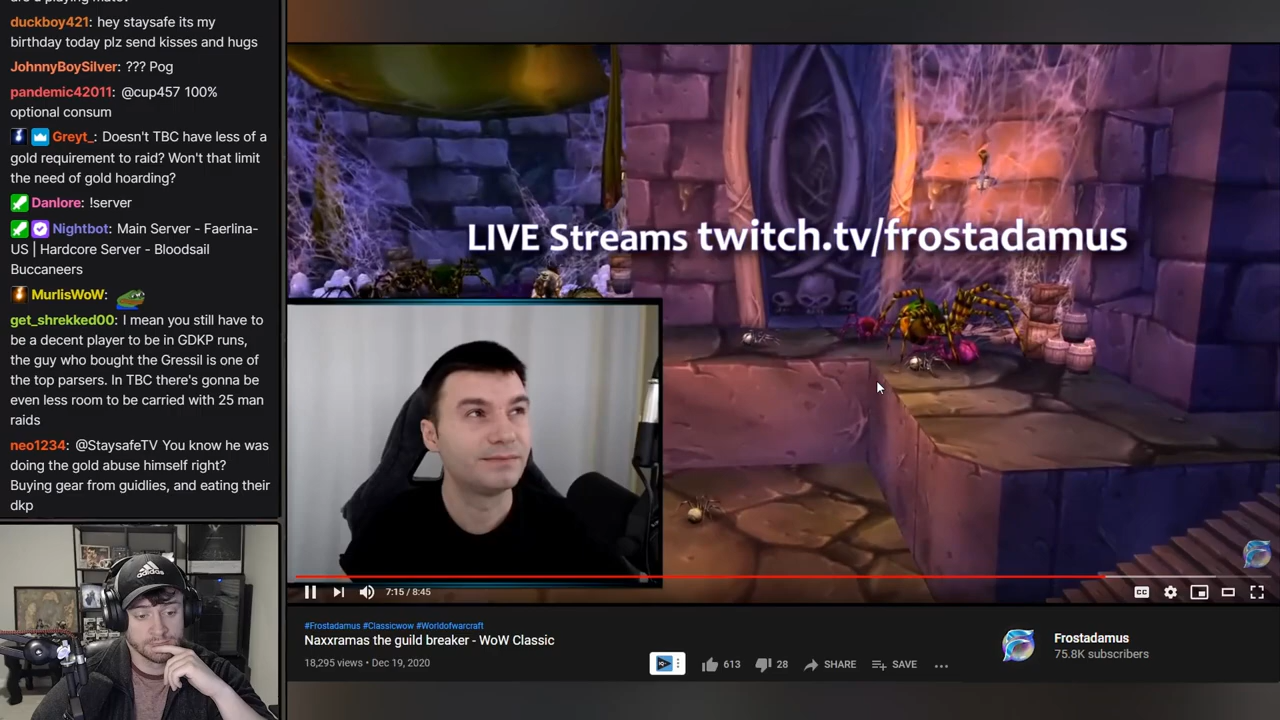 duckboy421: hey staysafe its my
birthday today plz send kisses and hugs
JohnnyBoySilver: ??? Pog
pandemic42011: @cup457 100%
optional consum
Greyt_: Doesn't TBC have less of a
gold requirement to raid? Won't that limit
the need of gold hoarding?
Danlore: !server
Nightbot: Main Server - Faerlina-
US | Hardcore Server - Bloodsail
Buccaneers
MurlisWoW:
get_shrekked00: I mean you still have to
be a decent player to be in GDKP runs,
the guy who bought the Gressil is one of
the top parsers. In TBC there's gonna be
even less room to be carried with 25 man
raids
neo1234: @StaysafeTV You know he was
doing the gold abuse himself right?
Buying gear from guidlies, and eating their
dkp
LIVE Streams twitch.tv/frostadamus
adidas
7:15 / 8:45
CC
#Frostadamus #Classicwow #Worldofwarcraft
Naxxramas the guild breaker - WoW Classic
18,295 views • Dec 19, 2020
613
28
SHARE
SAVE
Frostadamus
75.8K subscribers